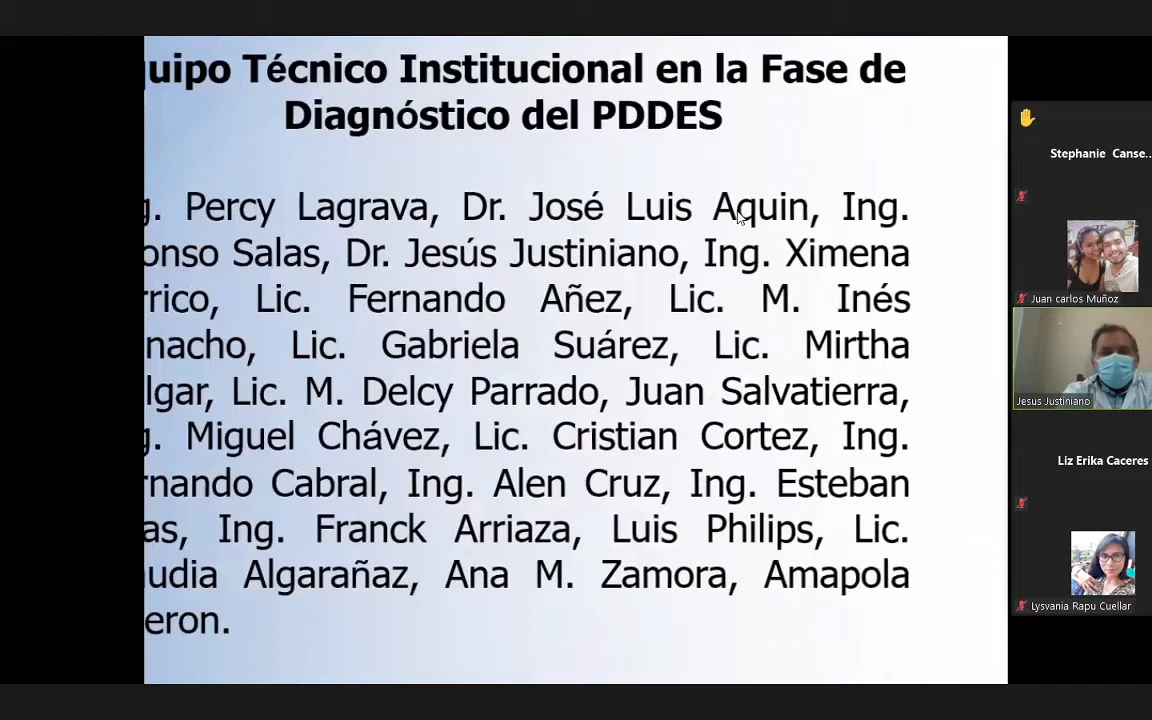 quipo Técnico Institucional en la Fase de
Diagnóstico del PDDES
g. Percy Lagrava, Dr. José Luis Aquin, Ing.
onso Salas, Dr. Jesús Justiniano, Ing. Ximena
rrico, Lic. Fernando Añez, Lic. M. Inés
nacho, Lic. Gabriela Suárez, Lic. Mirtha
lgar, Lic. M. Delcy Parrado, Juan Salvatierra,
g. Miguel Chávez, Lic. Cristian Cortez, Ing.
rnando Cabral, Ing. Alen Cruz, Ing. Esteban
as, Ing. Franck Arriaza, Luis Philips, Lic.
udia Algarañaz, Ana M. Zamora, Amapola
eron.
Stephanie Canse...
Juan carlos Muñoz
Jesus Justiniano
Liz Erika Caceres
Lysvania Rapu Cuellar